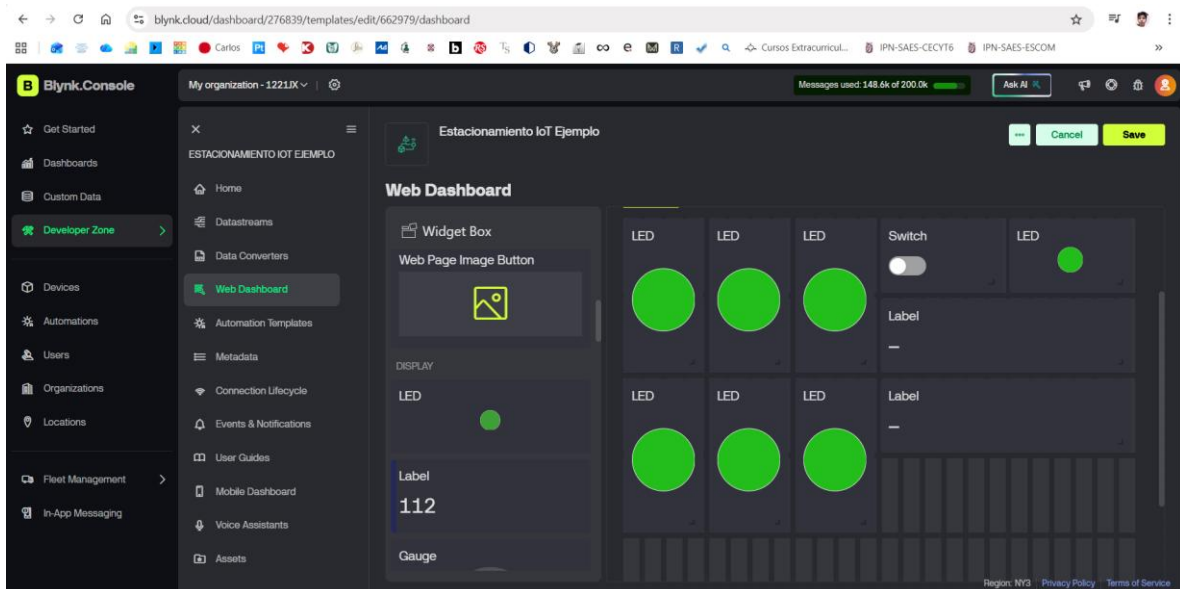 blynk.cloud/dashboard/276839/templates/edit/662979/dashboard
Carlos
Cursos Extracurricul...
IPN-SAES-CECYT6
IPN-SAES-ESCOM
B Blynk.Console
My organization - 1221JX
Messages used: 148.6k of 200.0k
Ask AI
Get Started
Dashboards
Custom Data
Developer Zone
Devices
Automations
Users
Organizations
Locations
Fleet Management
In-App Messaging
ESTACIONAMIENTO IOT EJEMPLO
Home
Datastreams
Data Converters
Web Dashboard
Automation Templates
Metadata
Connection Lifecycle
Events & Notifications
User Guides
Mobile Dashboard
Voice Assistants
Assets
Estacionamiento IoT Ejemplo
Cancel
Save
Web Dashboard
Widget Box
Web Page Image Button
DISPLAY
LED
Label
112
Gauge
LED
LED
LED
Switch
LED
Label
–
LED
LED
LED
Label
–
Region: NY3
Privacy Policy
Terms of Service